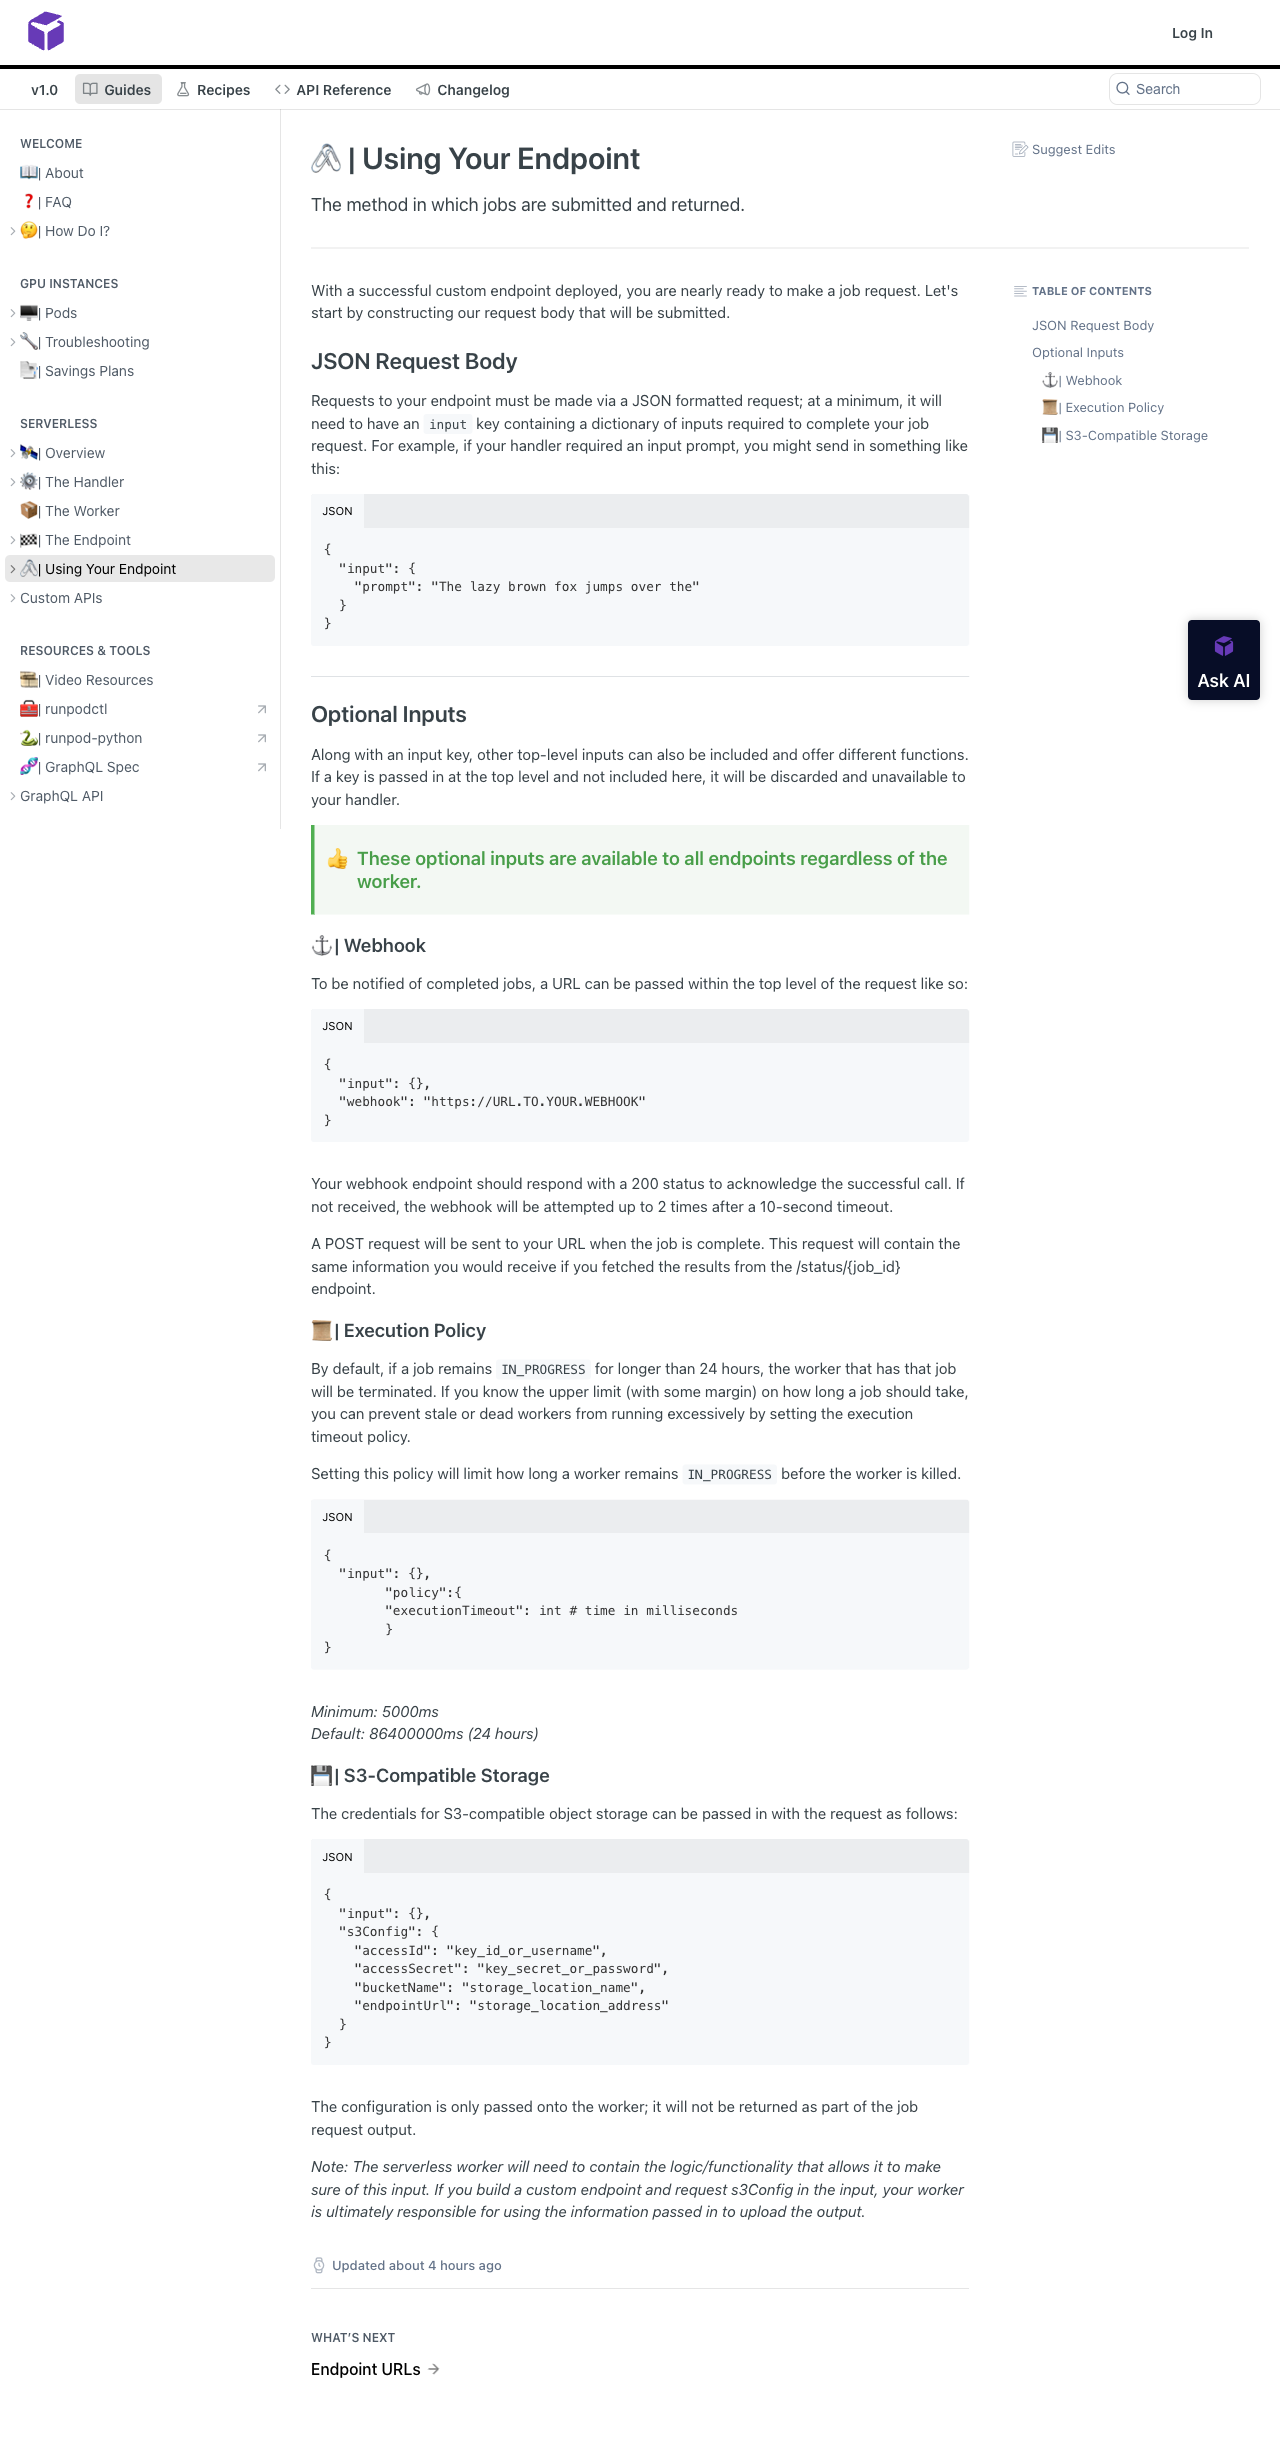 Log In
v1.0
Guides
Recipes
API Reference
Changelog
Search
WELCOME
| About
| FAQ
| How Do I?
GPU INSTANCES
| Pods
| Troubleshooting
| Savings Plans
SERVERLESS
| Overview
| The Handler
| The Worker
| The Endpoint
| Using Your Endpoint
Custom APIs
RESOURCES & TOOLS
| Video Resources
| runpodctl
| runpod-python
| GraphQL Spec
GraphQL API
| Using Your Endpoint
The method in which jobs are submitted and returned.
Suggest Edits
With a successful custom endpoint deployed, you are nearly ready to make a job request. Let's
start by constructing our request body that will be submitted.
JSON Request Body
Requests to your endpoint must be made via a JSON formatted request; at a minimum, it will
need to have an input key containing a dictionary of inputs required to complete your job
request. For example, if your handler required an input prompt, you might send in something like
this:
JSON
{
  "input": {
    "prompt": "The lazy brown fox jumps over the"
  }
}
Optional Inputs
Along with an input key, other top-level inputs can also be included and offer different functions.
If a key is passed in at the top level and not included here, it will be discarded and unavailable to
your handler.
These optional inputs are available to all endpoints regardless of the
worker.
| Webhook
To be notified of completed jobs, a URL can be passed within the top level of the request like so:
JSON
{
  "input": {},
  "webhook": "https://URL.TO.YOUR.WEBHOOK"
}
Your webhook endpoint should respond with a 200 status to acknowledge the successful call. If
not received, the webhook will be attempted up to 2 times after a 10-second timeout.
A POST request will be sent to your URL when the job is complete. This request will contain the
same information you would receive if you fetched the results from the /status/{job_id}
endpoint.
| Execution Policy
By default, if a job remains IN_PROGRESS for longer than 24 hours, the worker that has that job
will be terminated. If you know the upper limit (with some margin) on how long a job should take,
you can prevent stale or dead workers from running excessively by setting the execution
timeout policy.
Setting this policy will limit how long a worker remains IN_PROGRESS before the worker is killed.
JSON
{
  "input": {},
        "policy":{
        "executionTimeout": int # time in milliseconds
        }
}
Minimum: 5000ms
Default: 86400000ms (24 hours)
| S3-Compatible Storage
The credentials for S3-compatible object storage can be passed in with the request as follows:
JSON
{
  "input": {},
  "s3Config": {
    "accessId": "key_id_or_username",
    "accessSecret": "key_secret_or_password",
    "bucketName": "storage_location_name",
    "endpointUrl": "storage_location_address"
  }
}
The configuration is only passed onto the worker; it will not be returned as part of the job
request output.
Note: The serverless worker will need to contain the logic/functionality that allows it to make
sure of this input. If you build a custom endpoint and request s3Config in the input, your worker
is ultimately responsible for using the information passed in to upload the output.
Updated about 4 hours ago
WHAT'S NEXT
Endpoint URLs
TABLE OF CONTENTS
JSON Request Body
Optional Inputs
| Webhook
| Execution Policy
| S3-Compatible Storage
Ask AI